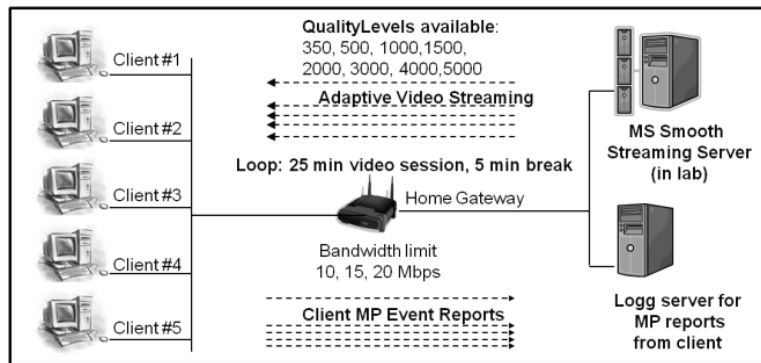 QualityLevels available:
350, 500, 1000,1500,
2000, 3000, 4000,5000
Adaptive Video Streaming
Client #1
Client #2
Client #3
Client #4
Client #5
MS Smooth
Streaming Server
(in lab)
Loop: 25 min video session, 5 min break
Home Gateway
Bandwidth limit
10, 15, 20 Mbps
Client MP Event Reports
Logg server for
MP reports
from client